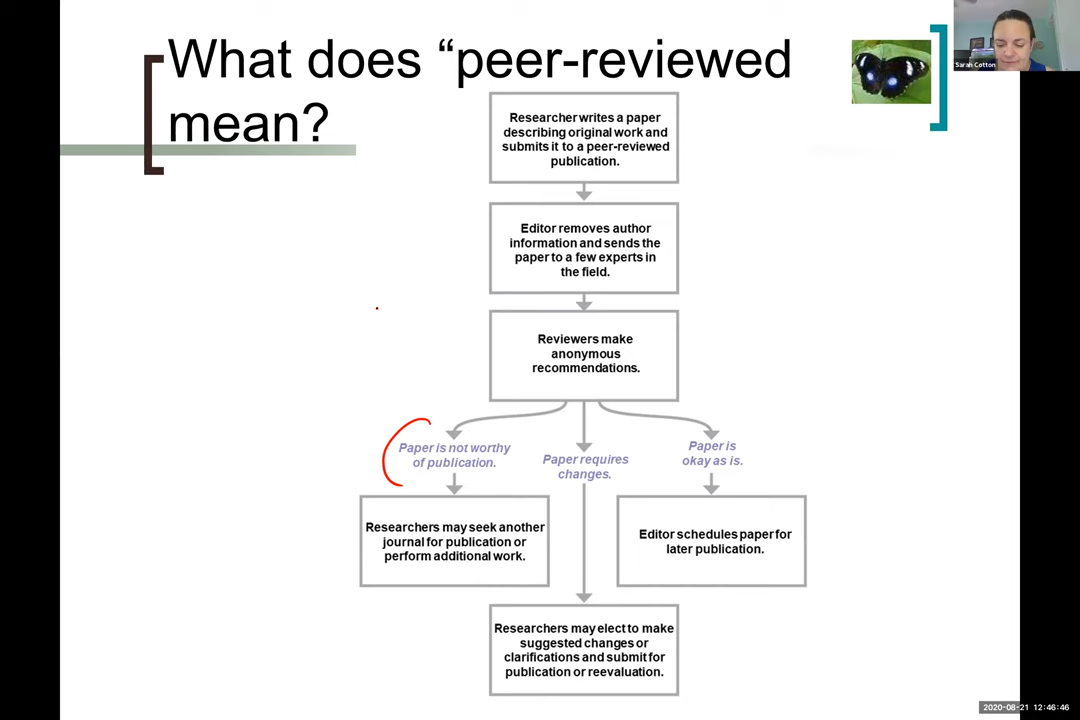 What does “peer-reviewed
mean?
Sarah Cotton
Researcher writes a paper
describing original work and
submits it to a peer-reviewed
publication.
Editor removes author
information and sends the
paper to a few experts in
the field.
Reviewers make
anonymous
recommendations.
Paper is not worthy
of publication.
Paper requires
changes.
Paper is
okay as is.
Researchers may seek another
journal for publication or
perform additional work.
Editor schedules paper for
later publication.
Researchers may elect to make
suggested changes or
clarifications and submit for
publication or reevaluation.
2020-08-21 12:46:46